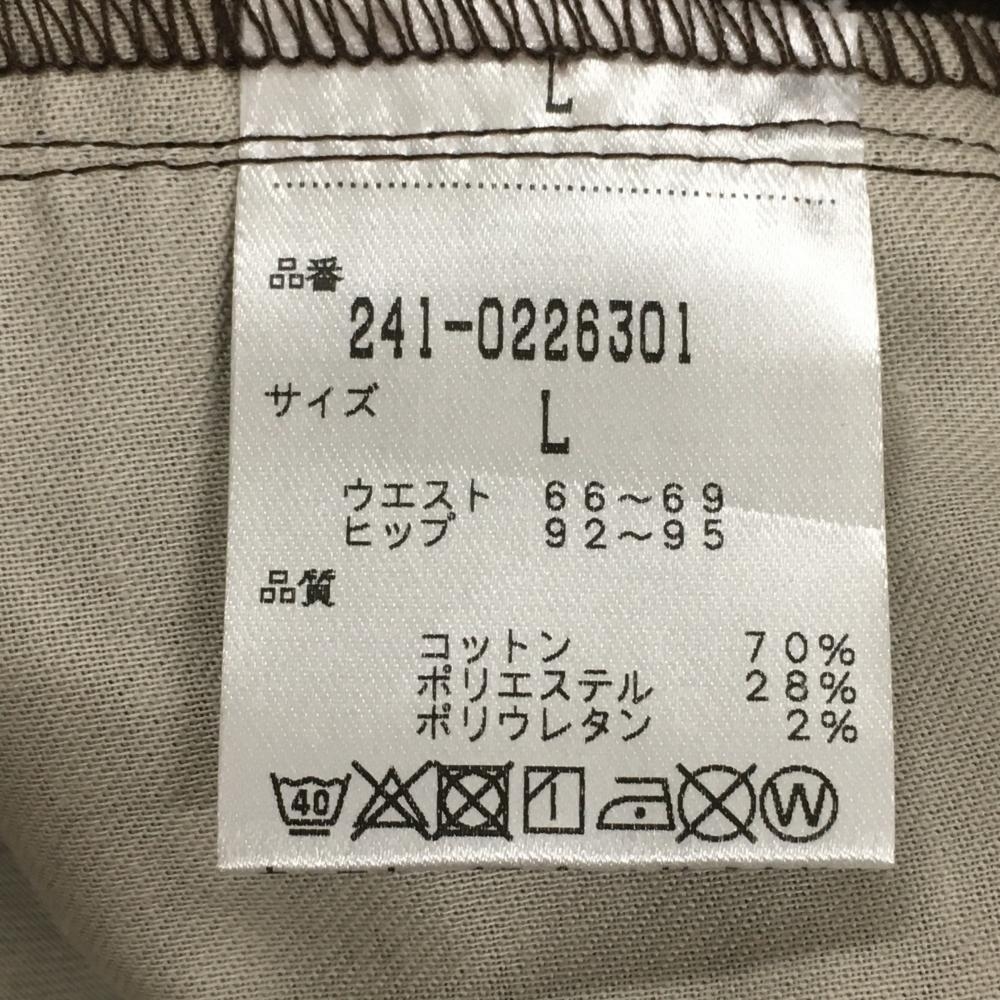 L
品番
241-0226301
サイズ
L
ウエスト 66～69
ヒップ 92～95
品質
コットン 70%
ポリエステル 28%
ポリウレタン 2%
40 W